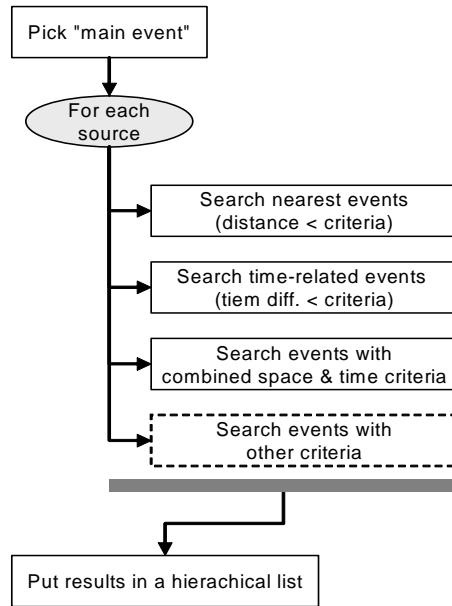 Pick "main event"
For each
source
Search nearest events
(distance < criteria)
Search time-related events
(tiem diff. < criteria)
Search events with
combined space & time criteria
Search events with
other criteria
Put results in a hierachical list